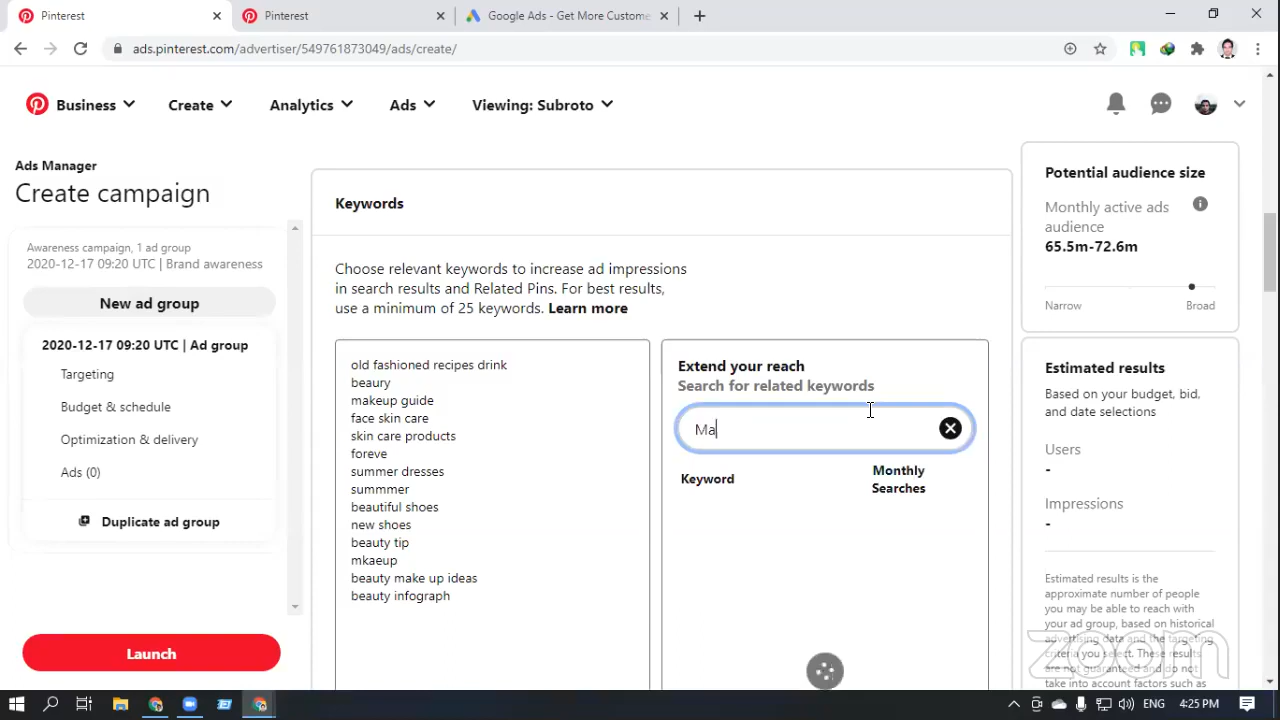 Pinterest
Pinterest
Google Ads - Get More Custome
ads.pinterest.com/advertiser/549761873049/ads/create/
Business
Create
Analytics
Ads
Viewing: Subroto
Ads Manager
Create campaign
Awareness campaign, 1 ad group
2020-12-17 09:20 UTC | Brand awareness
New ad group
2020-12-17 09:20 UTC | Ad group
Targeting
Budget & schedule
Optimization & delivery
Ads (0)
Duplicate ad group
Launch
Keywords
Choose relevant keywords to increase ad impressions
in search results and Related Pins. For best results,
use a minimum of 25 keywords. Learn more
old fashioned recipes drink
beaury
makeup guide
face skin care
skin care products
foreve
summer dresses
summmer
beautiful shoes
new shoes
beauty tip
mkaeup
beauty make up ideas
beauty infograph
Extend your reach
Search for related keywords
Ma
Keyword
Monthly
Searches
Potential audience size
Monthly active ads
audience
65.5m-72.6m
Narrow
Broad
Estimated results
Based on your budget, bid,
and date selections
Users
-
Impressions
-
Estimated results is the
approximate number of people
you may be able to reach with
your ad group, based on historical
advertising data and the targeting
criteria you select. These results
are not guaranteed and do not
take into account factors such as
zoom
ENG
4:25 PM